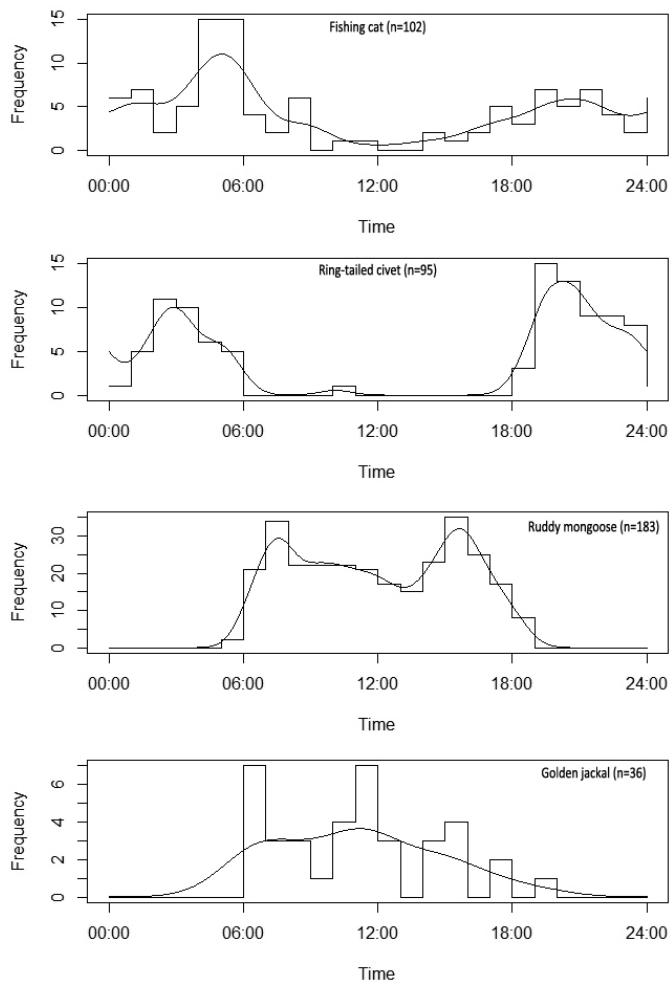 Fishing cat (n=102)
Frequency
0 5 10 15
00:00 06:00 12:00 18:00 24:00
Time
Ring-tailed civet (n=95)
Frequency
0 5 10 15
00:00 06:00 12:00 18:00 24:00
Time
Ruddy mongoose (n=183)
Frequency
0 10 20 30
00:00 06:00 12:00 18:00 24:00
Time
Golden jackal (n=36)
Frequency
0 2 4 6
00:00 06:00 12:00 18:00 24:00
Time